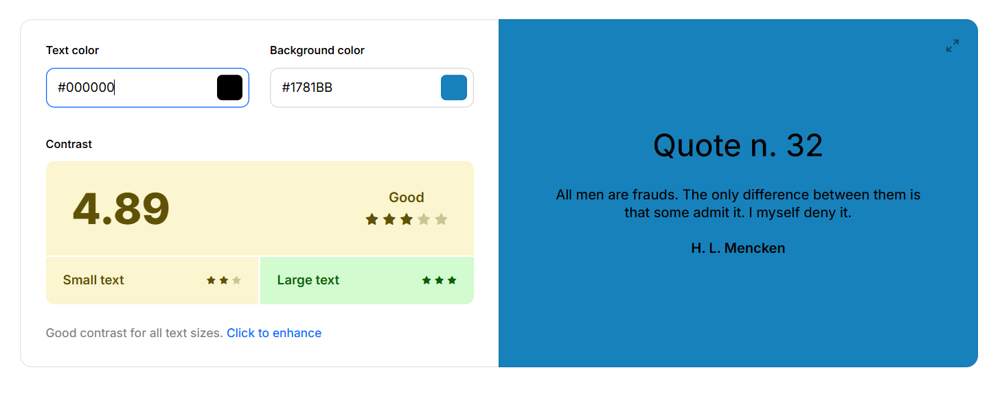 Text color
Background color
#000000
#1781BB
Contrast
4.89
Good
Small text
Large text
Good contrast for all text sizes. Click to enhance
Quote n. 32
All men are frauds. The only difference between them is
that some admit it. I myself deny it.
H. L. Mencken